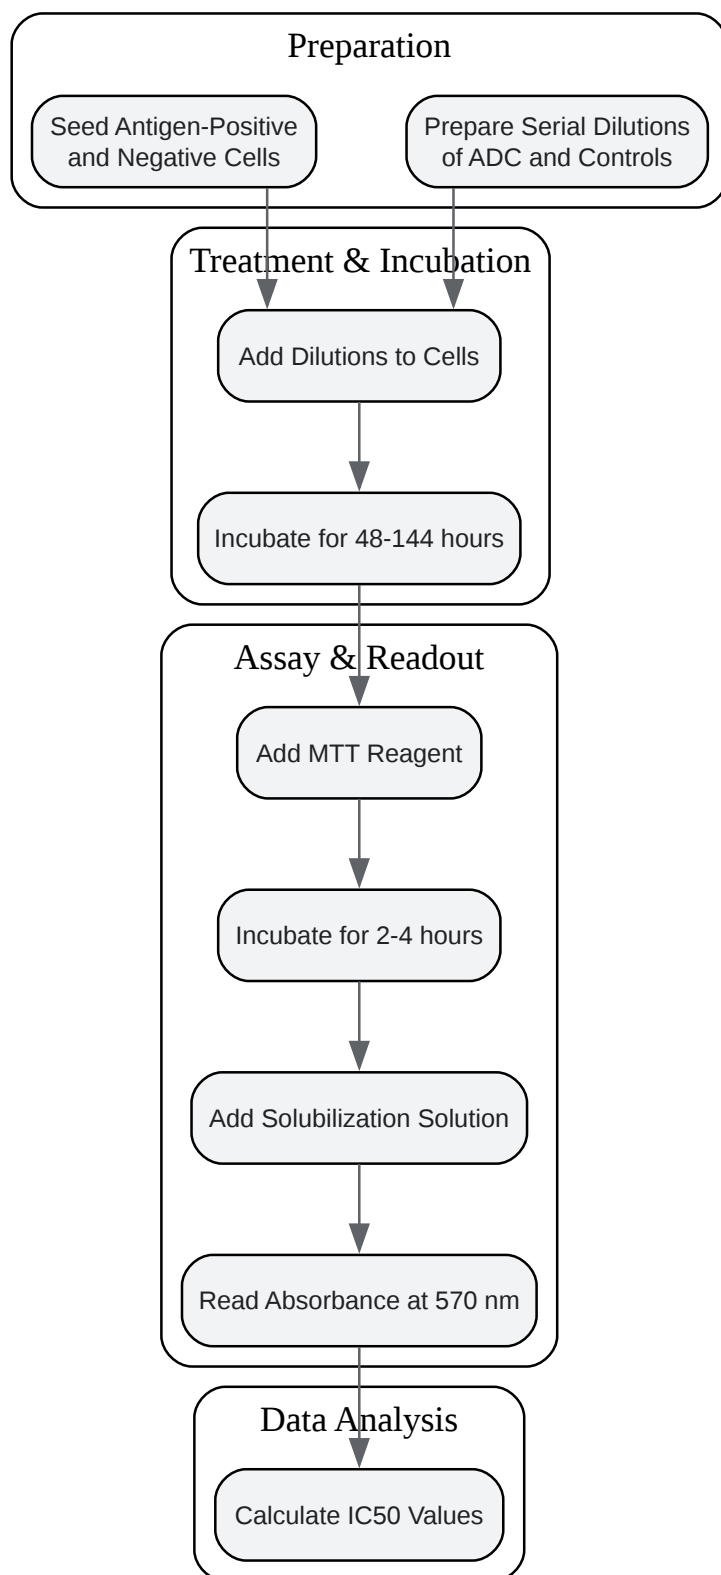 Preparation
Seed Antigen-Positive
and Negative Cells
Prepare Serial Dilutions
of ADC and Controls
Treatment & Incubation
Add Dilutions to Cells
Incubate for 48-144 hours
Assay & Readout
Add MTT Reagent
Incubate for 2-4 hours
Add Solubilization Solution
Read Absorbance at 570 nm
Data Analysis
Calculate IC50 Values